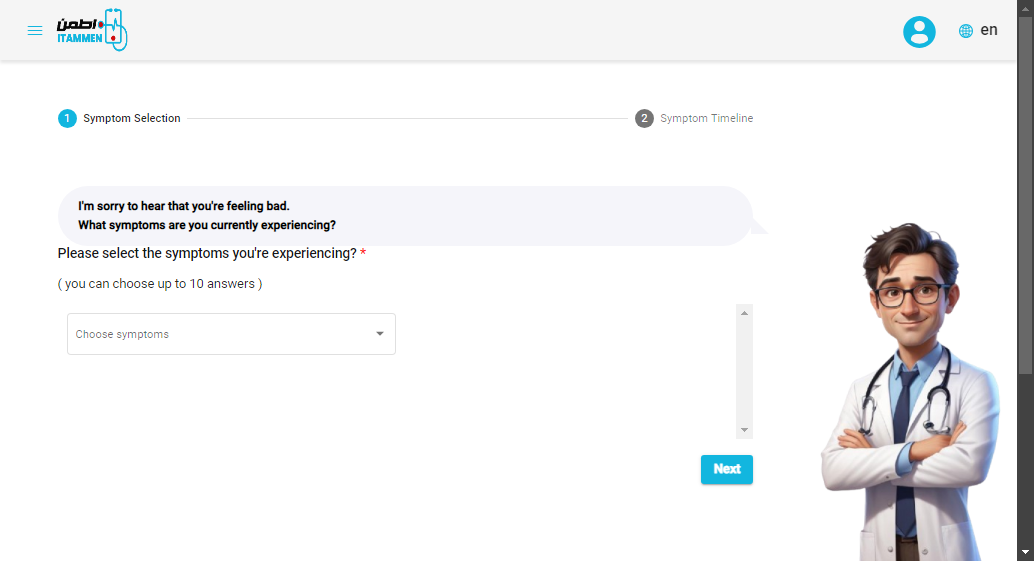 اطمن
ITAMMEN
en
1 Symptom Selection
2 Symptom Timeline
I'm sorry to hear that you're feeling bad.
What symptoms are you currently experiencing?
Please select the symptoms you're experiencing? *
( you can choose up to 10 answers )
Choose symptoms
Next